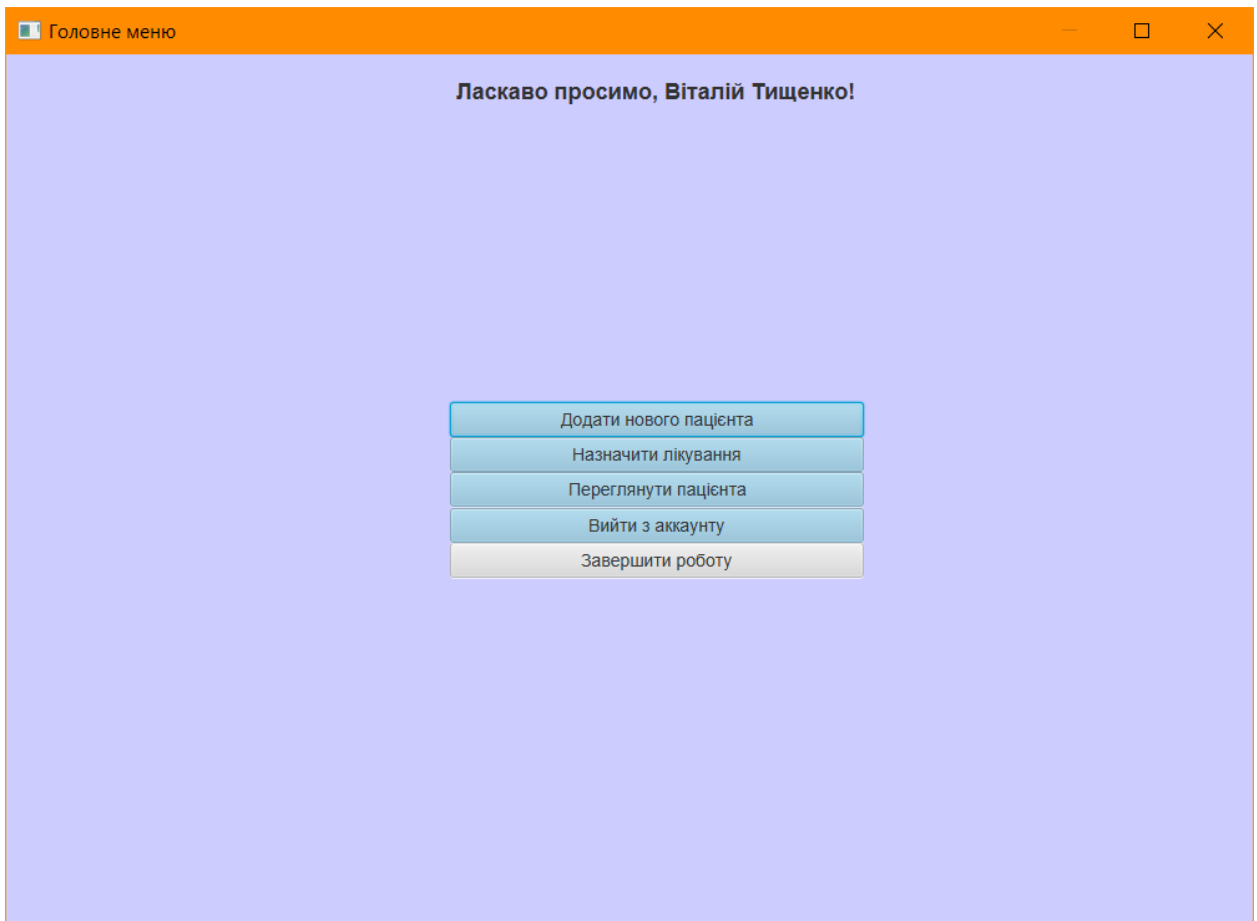 Головне меню
Ласкаво просимо, Віталій Тищенко!
Додати нового пацієнта
Назначити лікування
Переглянути пацієнта
Вийти з аккаунту
Завершити роботу